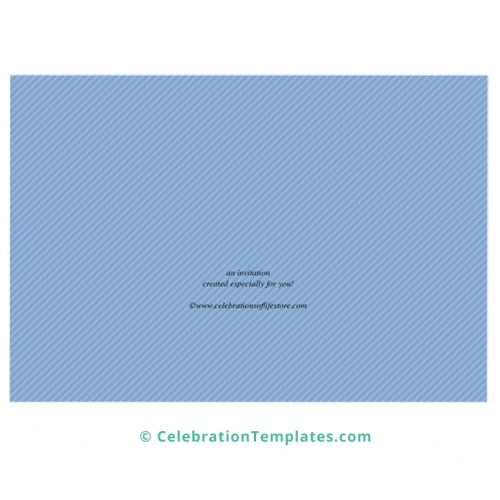 an invitation
created especially for you!
©www.celebrationsoflifestore.com
© CelebrationTemplates.com